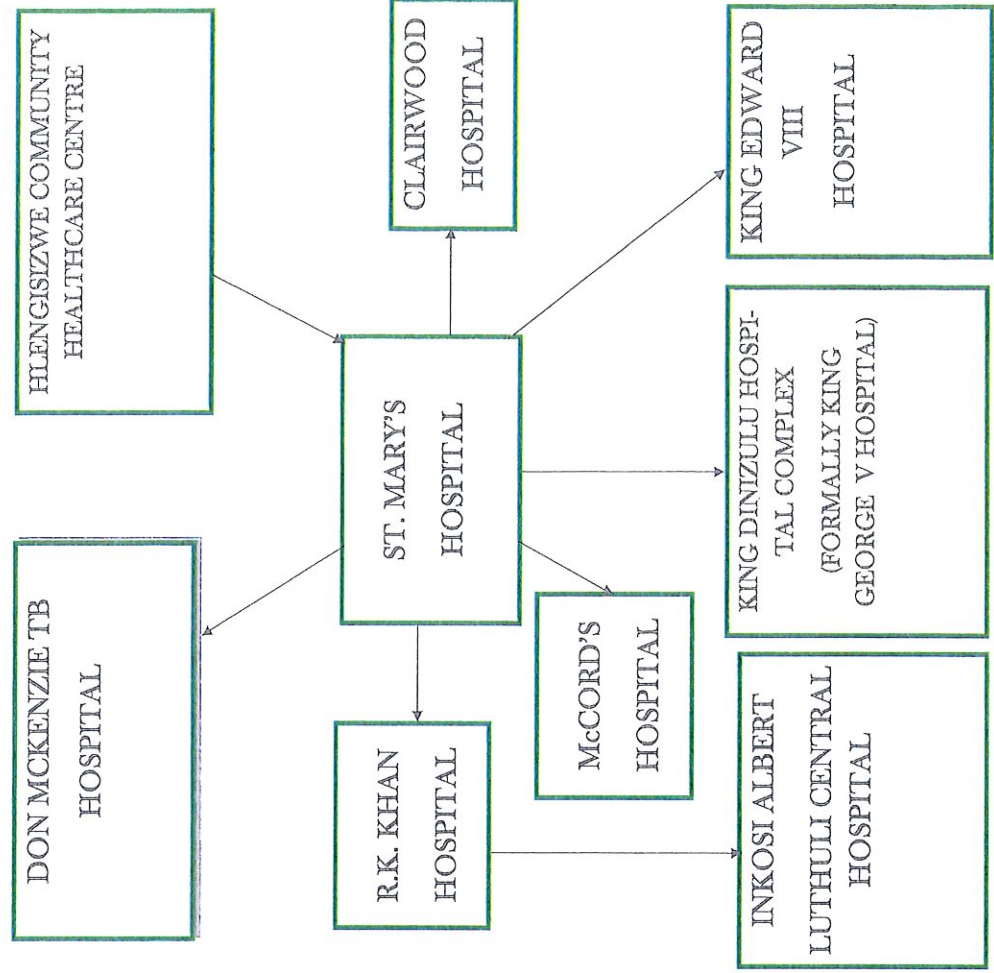 DON MCKENZIE TB
HOSPITAL
HLENGISIZWE COMMUNITY
HEALTHCARE CENTRE
R.K. KHAN
HOSPITAL
ST. MARY'S
HOSPITAL
CLAIRWOOD
HOSPITAL
McCORD'S
HOSPITAL
INKOSI ALBERT
LUTHULI CENTRAL
HOSPITAL
KING DINIZULU HOSPI-
TAL COMPLEX
(FORMALLY KING
GEORGE V HOSPITAL)
KING EDWARD
VIII
HOSPITAL